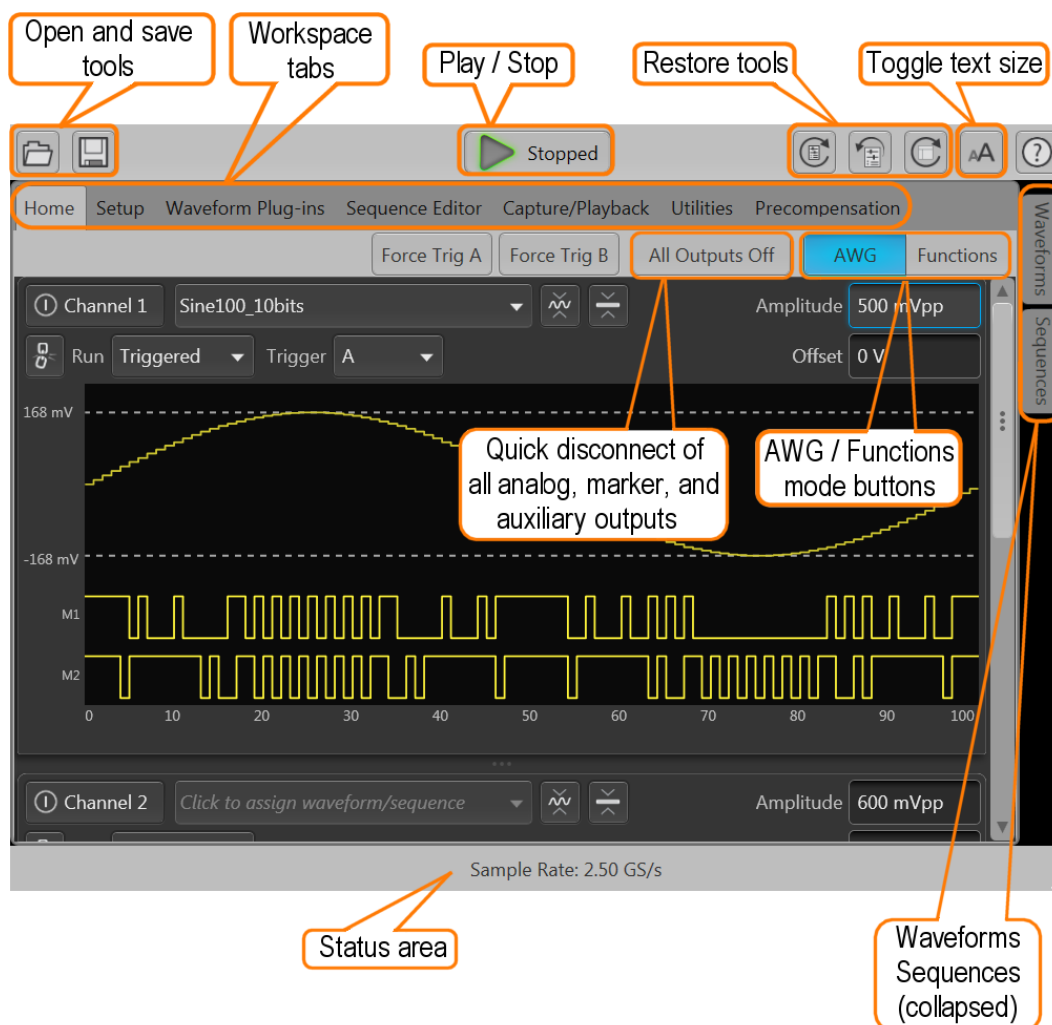 Open and save
tools
Workspace
tabs
Play / Stop
Restore tools
Toggle text size
Stopped
AA
?
Home Setup Waveform Plug-ins Sequence Editor Capture/Playback Utilities Precompensation
Waveforms
Sequences
Force Trig A Force Trig B All Outputs Off AWG Functions
Channel 1 Sine100_10bits Amplitude 500 mVpp
Run Triggered Trigger A Offset 0 V
168 mV
Quick disconnect of
all analog, marker, and
auxiliary outputs
AWG / Functions
mode buttons
-168 mV
M1
M2
0 10 20 30 40 50 60 70 80 90 100
Channel 2 Click to assign waveform/sequence Amplitude 600 mVpp
Sample Rate: 2.50 GS/s
Status area
Waveforms
Sequences
(collapsed)